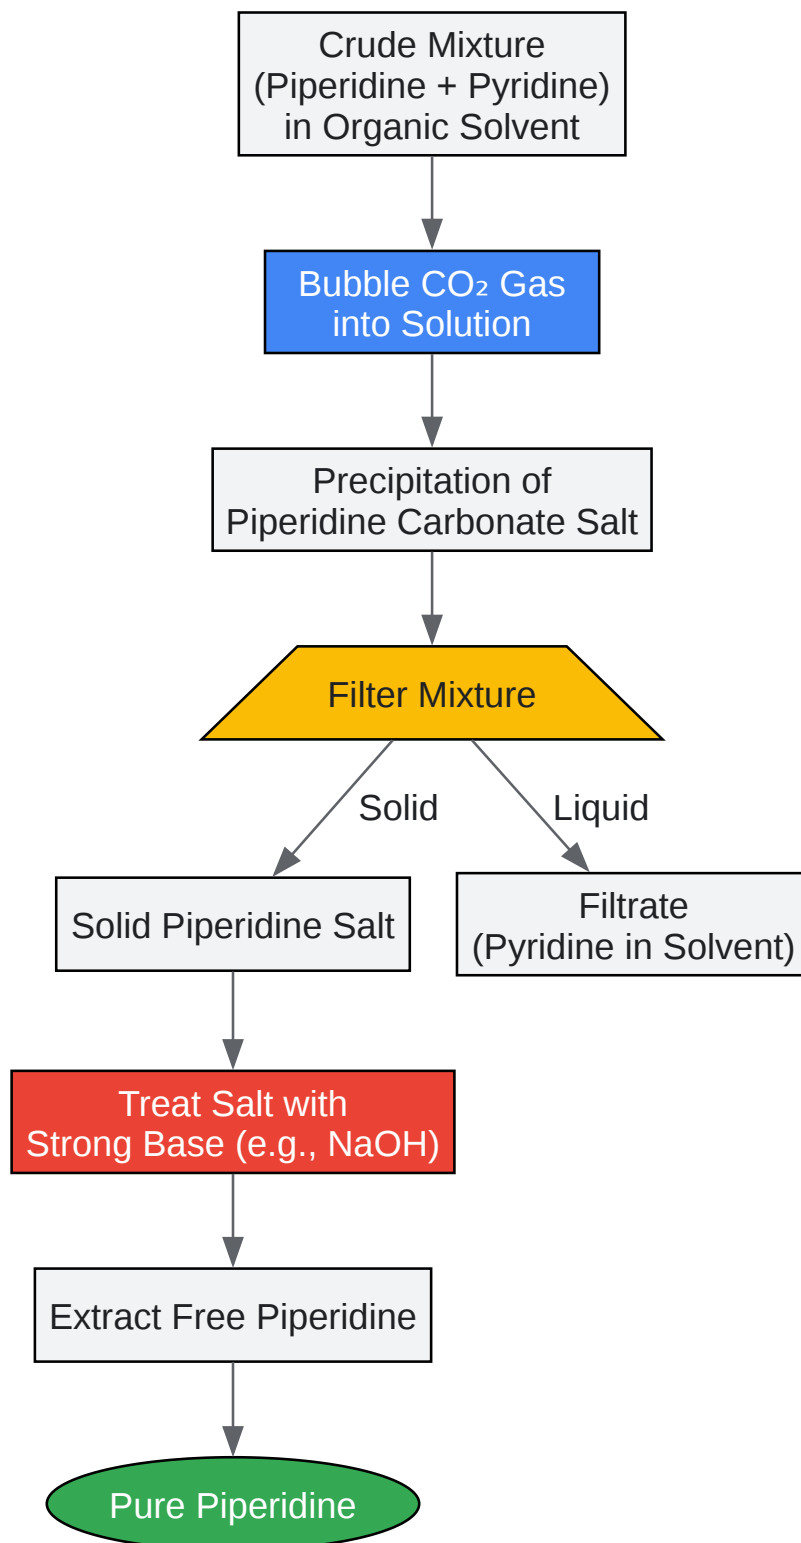 Crude Mixture
(Piperidine + Pyridine)
in Organic Solvent
Bubble CO₂ Gas
into Solution
Precipitation of
Piperidine Carbonate Salt
Filter Mixture
Solid
Liquid
Solid Piperidine Salt
Filtrate
(Pyridine in Solvent)
Treat Salt with
Strong Base (e.g., NaOH)
Extract Free Piperidine
Pure Piperidine